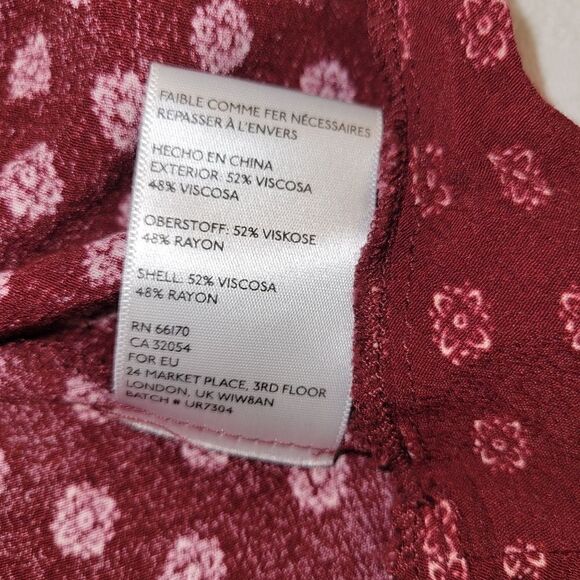 FAIBLE COMME FER NÉCESSAIRES
REPASSER À L'ENVERS
HECHO EN CHINA
EXTERIOR: 52% VISCOSA
48% VISCOSA
OBERSTOFF: 52% VISKOSE
48% RAYON
SHELL: 52% VISCOSA
48% RAYON
RN 66170
CA 32054
FOR EU
24 MARKET PLACE, 3RD FLOOR
LONDON, UK W1W8AN
BATCH # UR7304